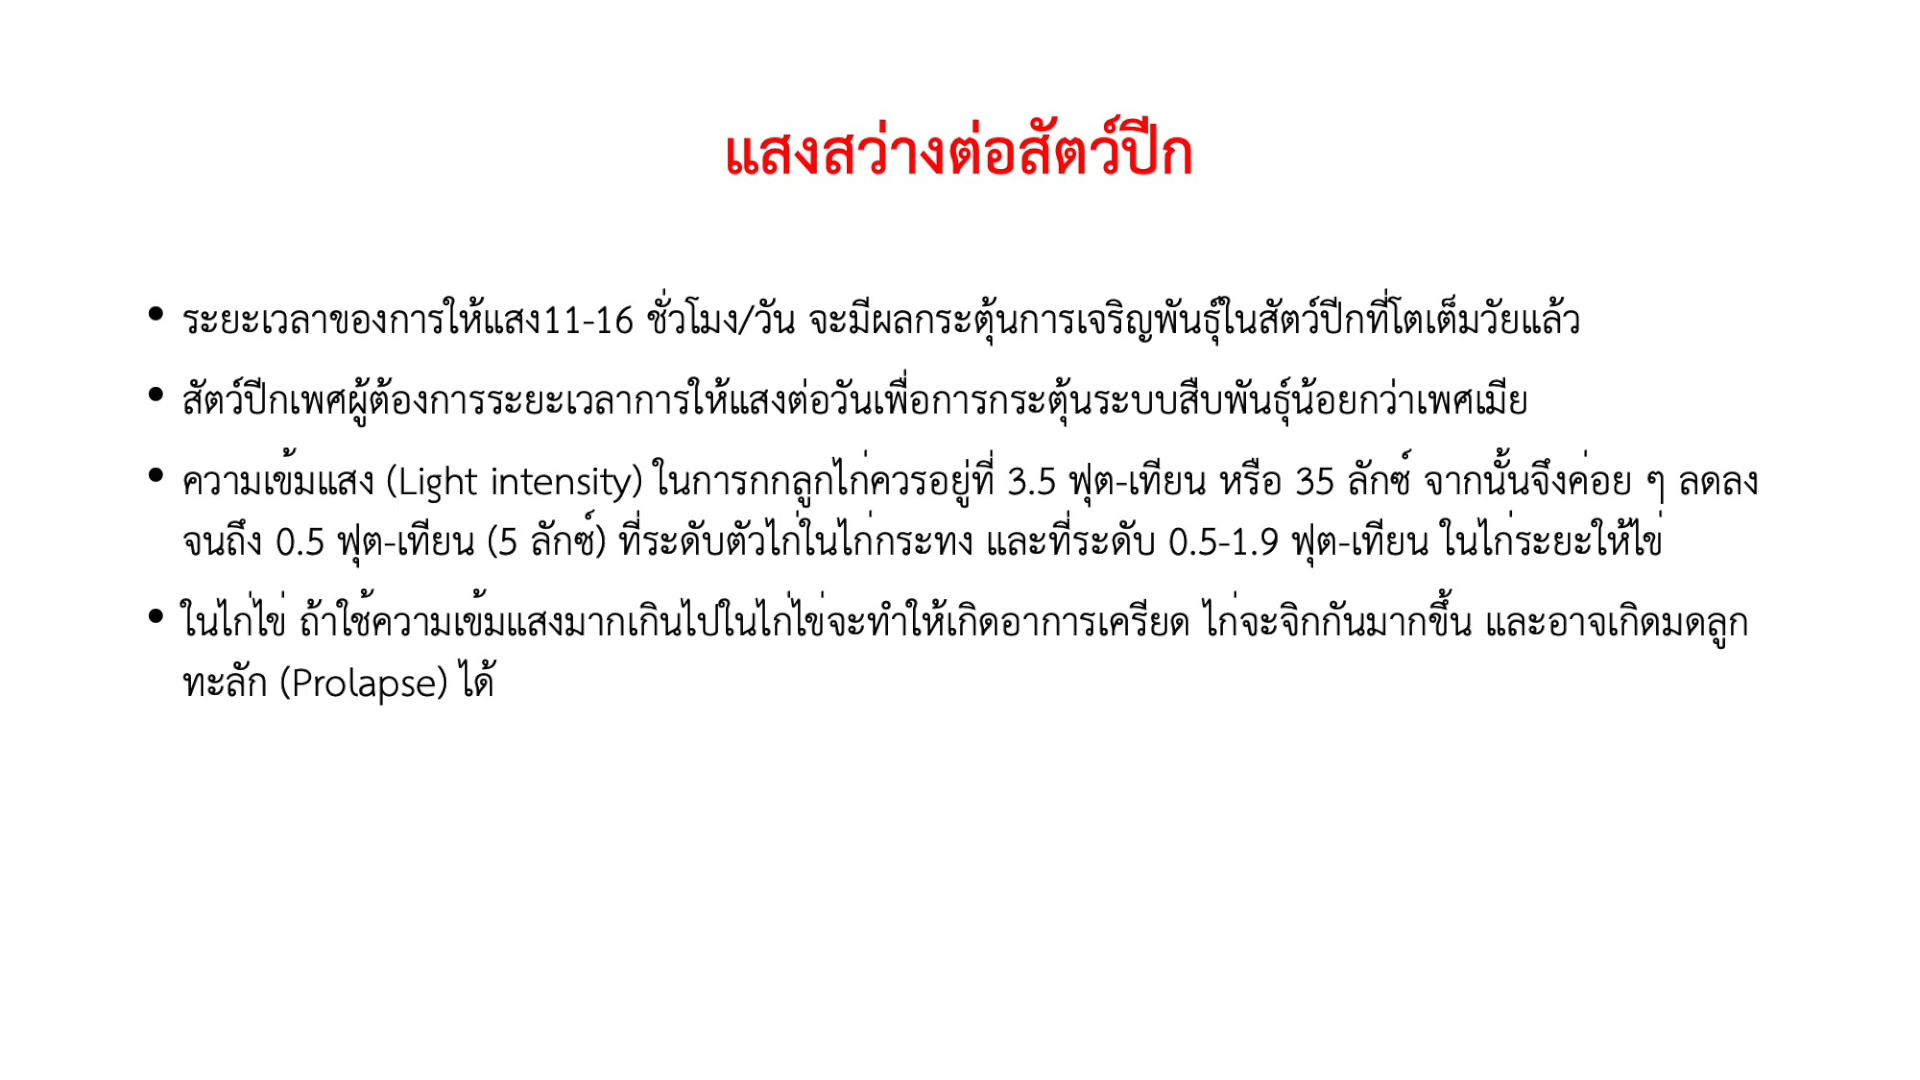 แสงสว่างต่อสัตว์ปีก
• ระยะเวลาของการให้แสง11-16 ชั่วโมง/วัน จะมีผลกระตุ้นการเจริญพันธุ์ในสัตว์ปีกที่โตเต็มวัยแล้ว
• สัตว์ปีกเพศผู้ต้องการระยะเวลาการให้แสงต่อวันเพื่อการกระตุ้นระบบสืบพันธุ์น้อยกว่าเพศเมีย
• ความเข้มแสง (Light intensity) ในการกกลูกไก่ควรอยู่ที่ 3.5 ฟุต-เทียน หรือ 35 ลักซ์ จากนั้นจึงค่อย ๆ ลดลง
จนถึง 0.5 ฟุต-เทียน (5 ลักซ์) ที่ระดับตัวไก่ในไก่กระทง และที่ระดับ 0.5-1.9 ฟุต-เทียน ในไก่ระยะให้ไข่
• ในไก่ไข่ ถ้าใช้ความเข้มแสงมากเกินไปในไก่ไข่จะทำให้เกิดอาการเครียด ไก่จะจิกกันมากขึ้น และอาจเกิดมดลูก
ทะลัก (Prolapse) ได้